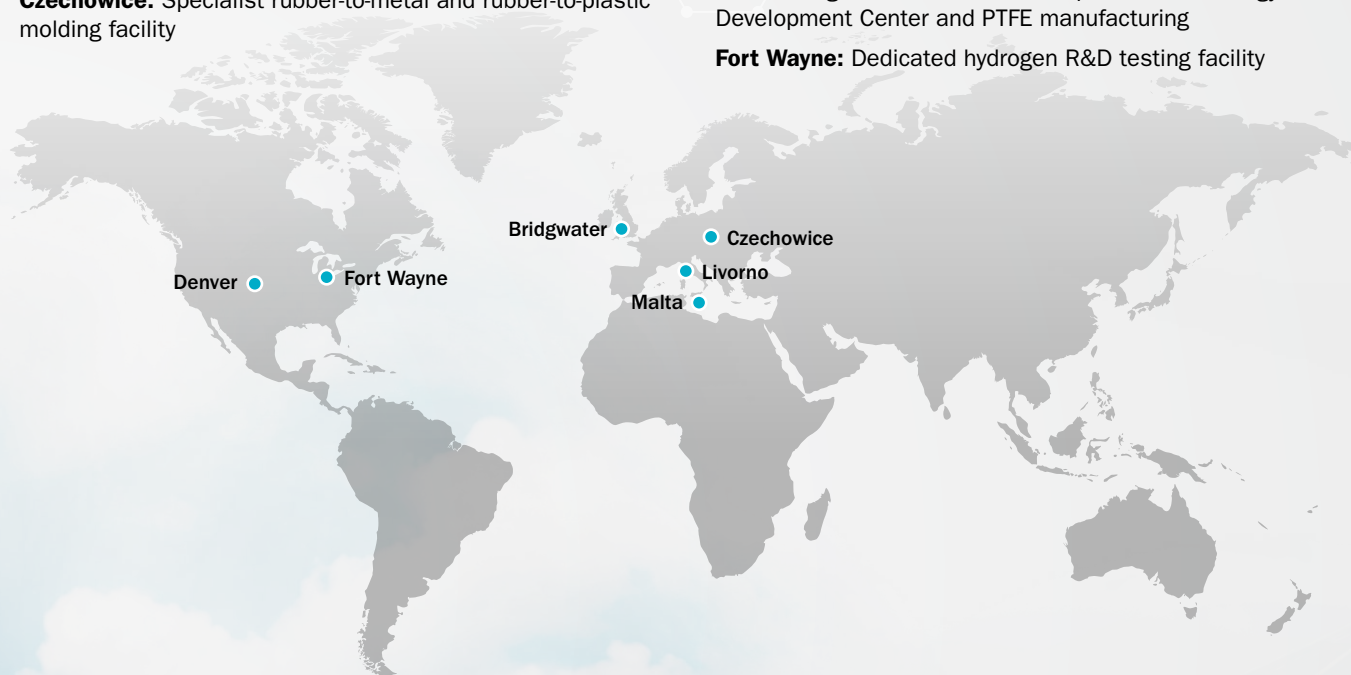 Czechowice: Specialist rubber-to-metal and rubber-to-plastic
molding facility
Development Center and PTFE manufacturing
Fort Wayne: Dedicated hydrogen R&D testing facility
Bridgwater
Czechowice
Denver
Fort Wayne
Livorno
Malta